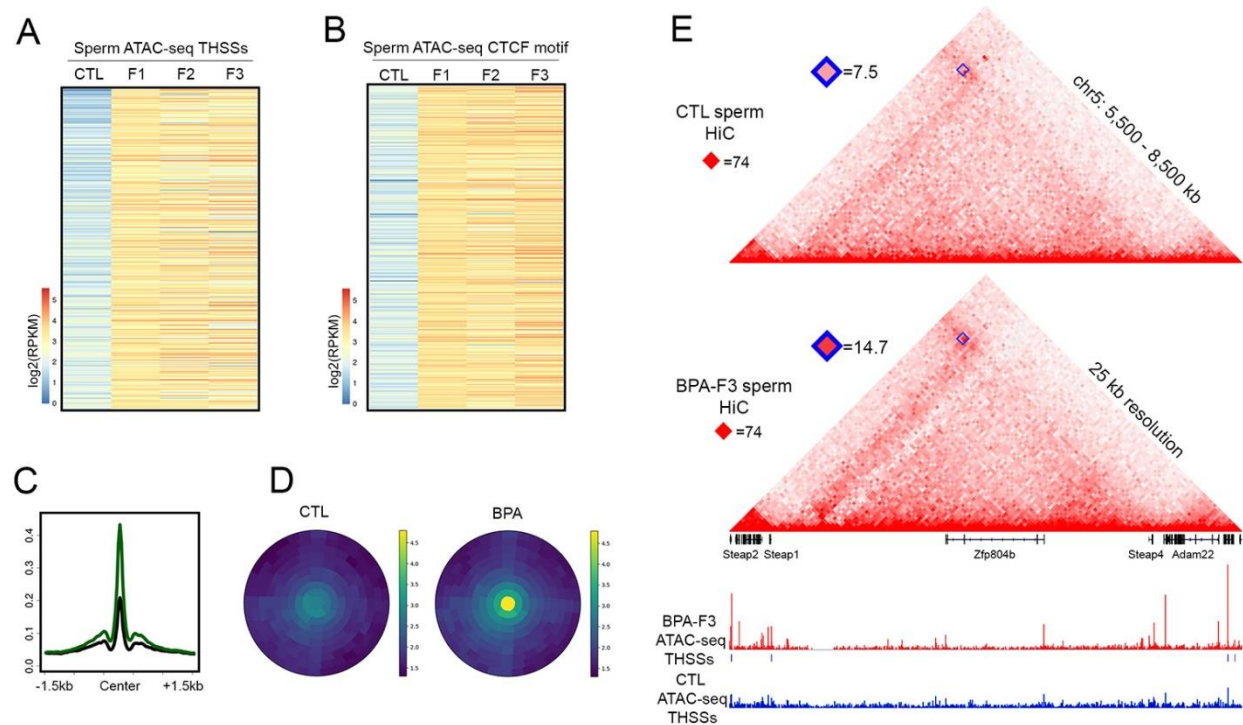 A
Sperm ATAC-seq THSSs
CTL F1 F2 F3
log2(RPKM)
5
4
3
2
1
0
B
Sperm ATAC-seq CTCF motif
CTL F1 F2 F3
log2(RPKM)
5
4
3
2
1
0
C
0.4
0.3
0.2
0.1
0.0
-1.5kb Center +1.5kb
D
CTL
4.5
4.0
3.5
3.0
2.5
2.0
1.5
BPA
4.5
4.0
3.5
3.0
2.5
2.0
1.5
E
=7.5
CTL sperm
HiC
=74
chr5: 5,500 - 8,500 kb
=14.7
BPA-F3 sperm
HiC
=74
25 kb resolution
Steap2 Steap1 Zfp804b Steap4 Adam22
BPA-F3
ATAC-seq
THSSs
CTL
ATAC-seq
THSSs